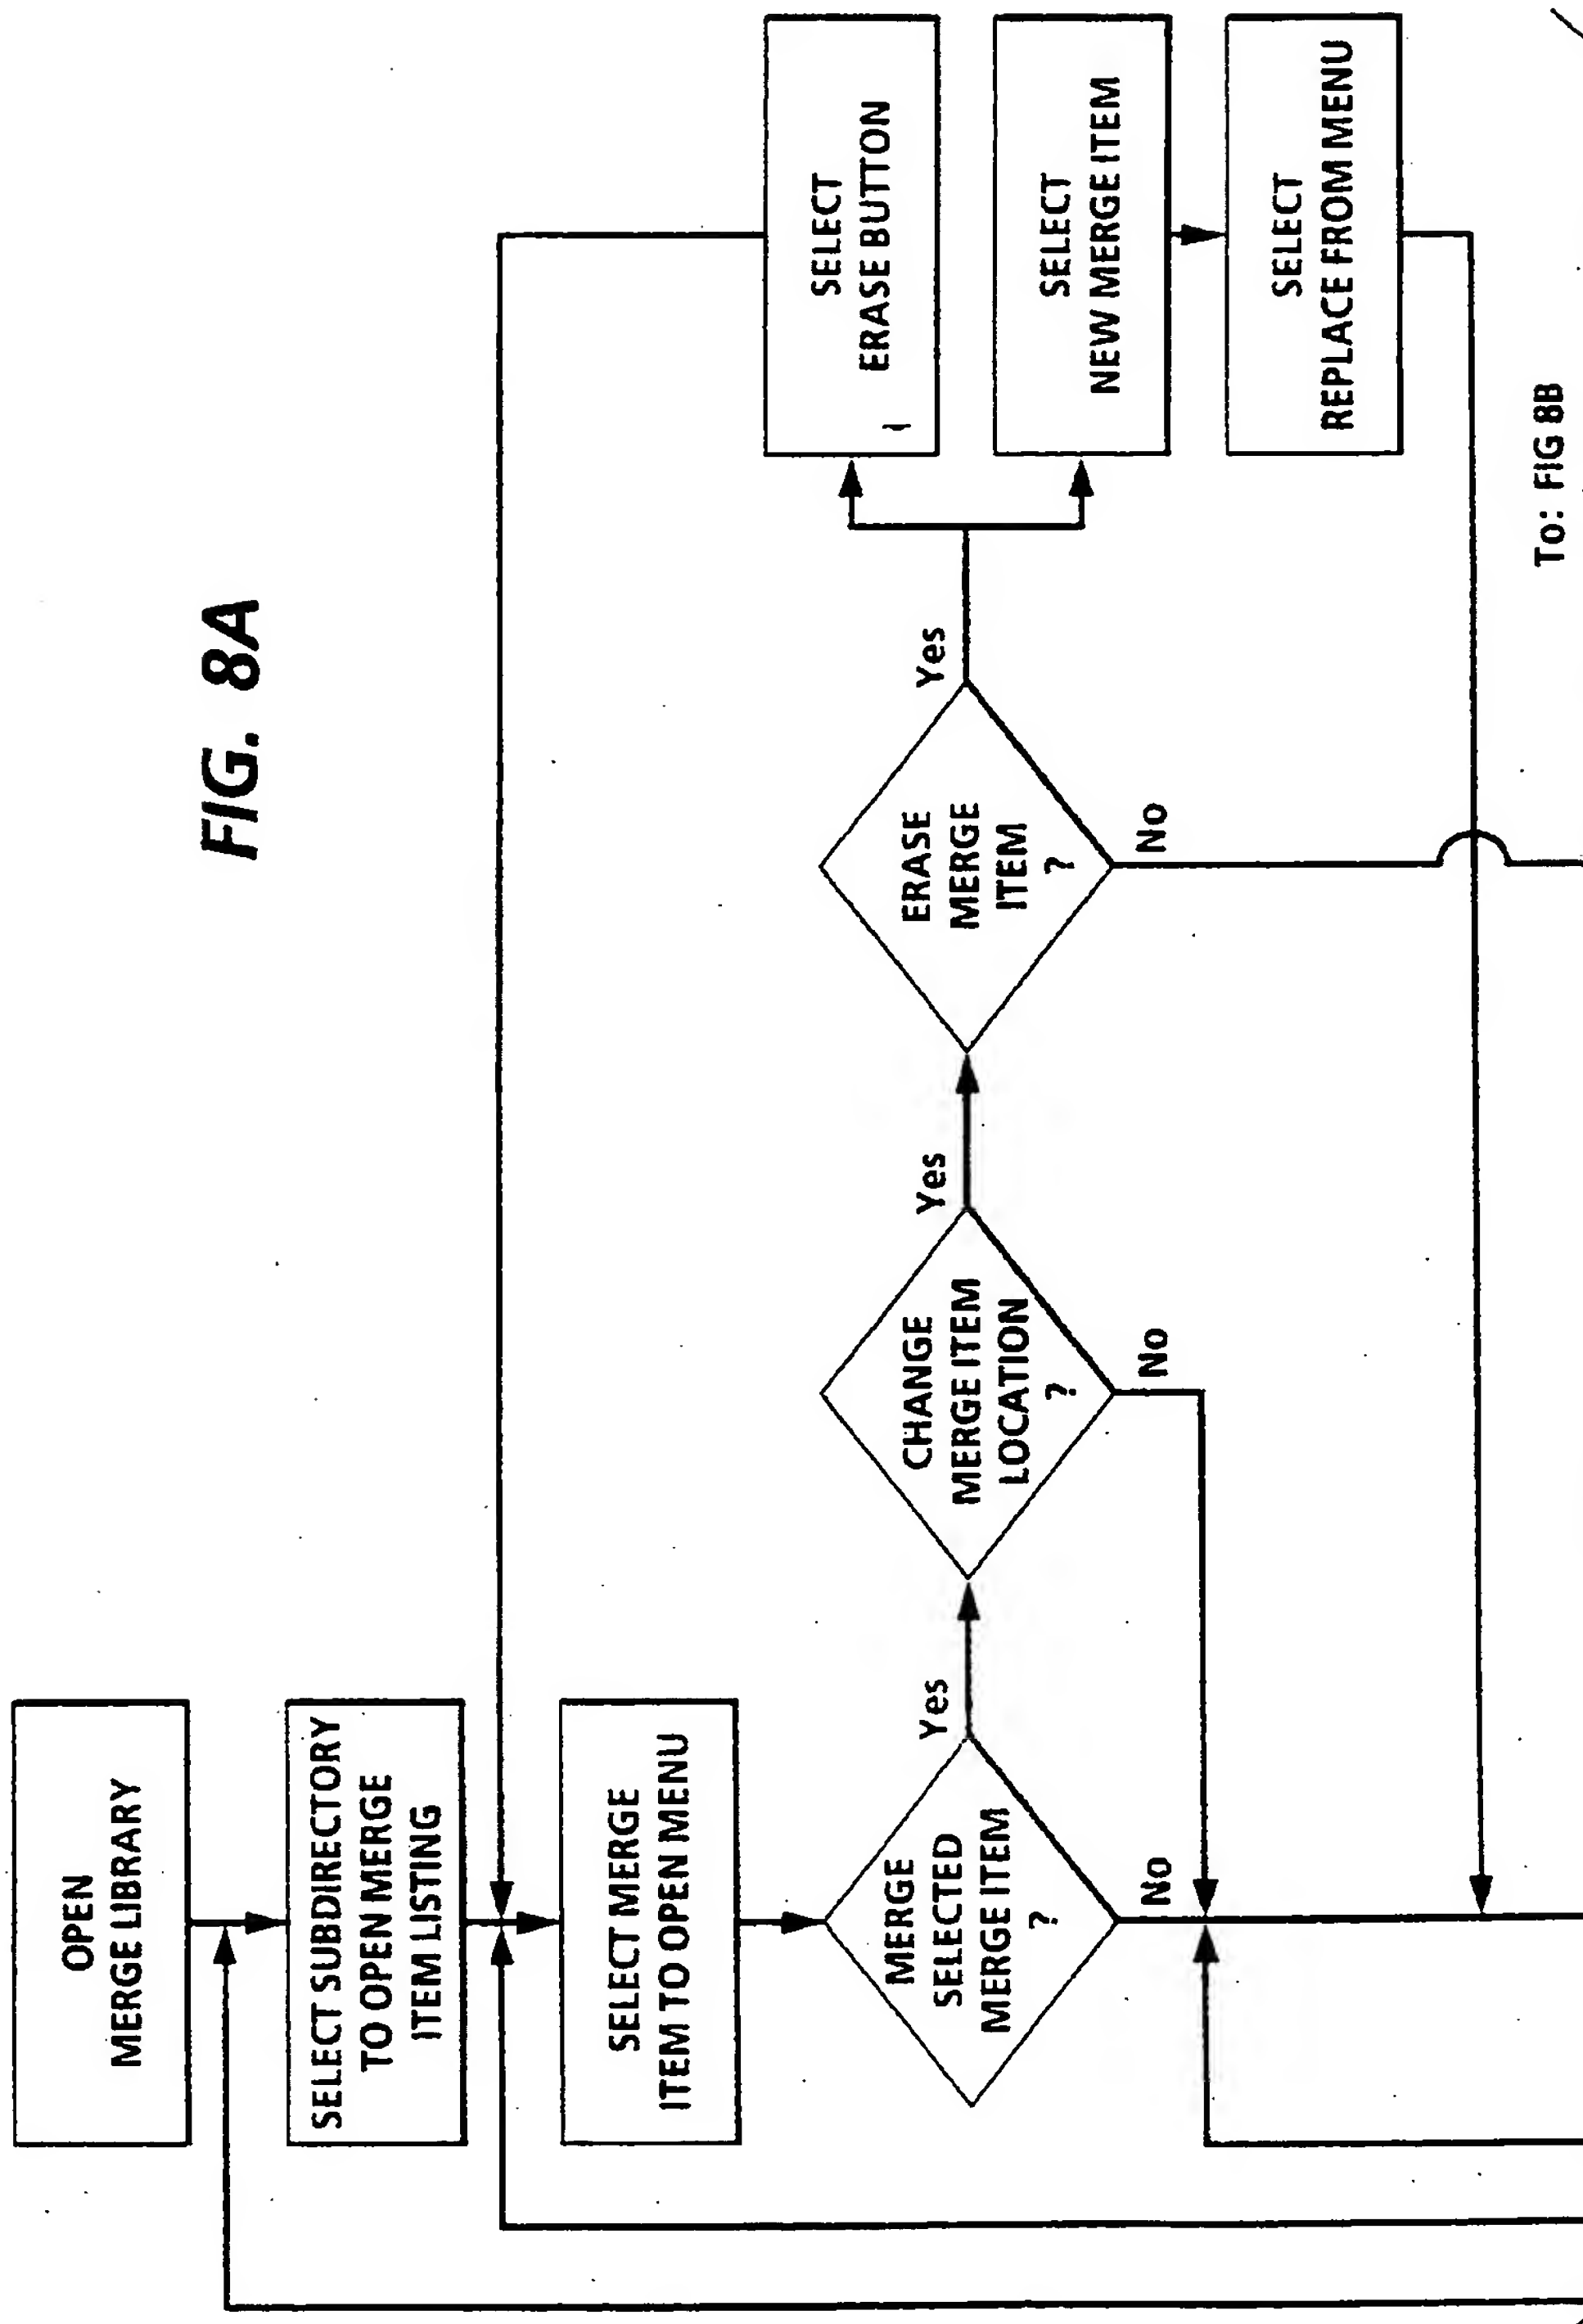 FIG. 8A
OPEN
MERGE LIBRARY
SELECT SUBDIRECTORY
TO OPEN MERGE
ITEM LISTING
SELECT MERGE
ITEM TO OPEN MENU
MERGE
SELECTED
MERGE ITEM
?
Yes
No
CHANGE
MERGE ITEM
LOCATION
?
Yes
No
ERASE
MERGE
ITEM
?
Yes
No
SELECT
ERASE BUTTON
SELECT
NEW MERGE ITEM
SELECT
REPLACE FROM MENU
To: FIG 8B